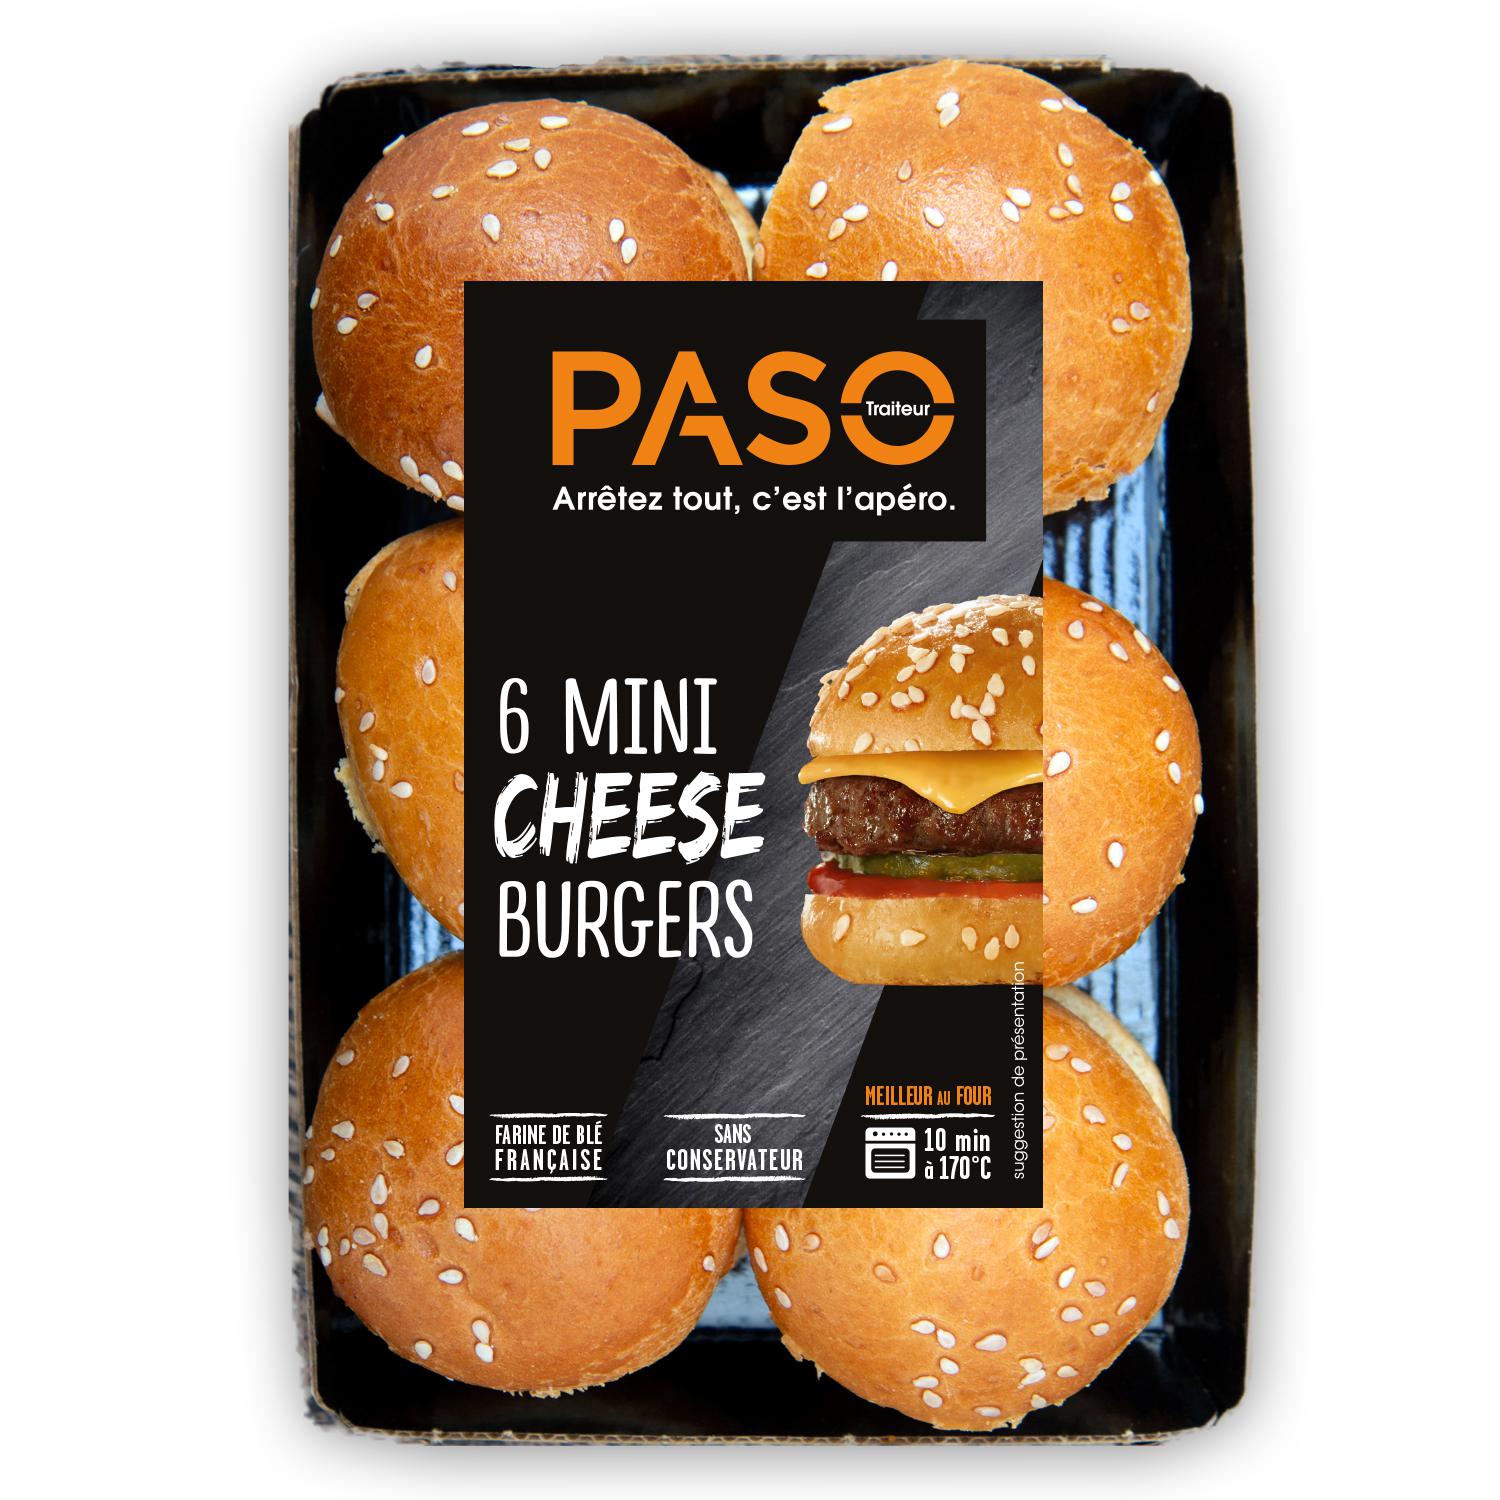 PASO
Traiteur
Arrêtez tout, c'est l'apéro.
6 MINI
CHEESE
BURGERS
FARINE DE BLÉ
FRANÇAISE
SANS
CONSERVATEUR
MEILLEUR AU FOUR
10 min
à 170°C
suggestion de présentation